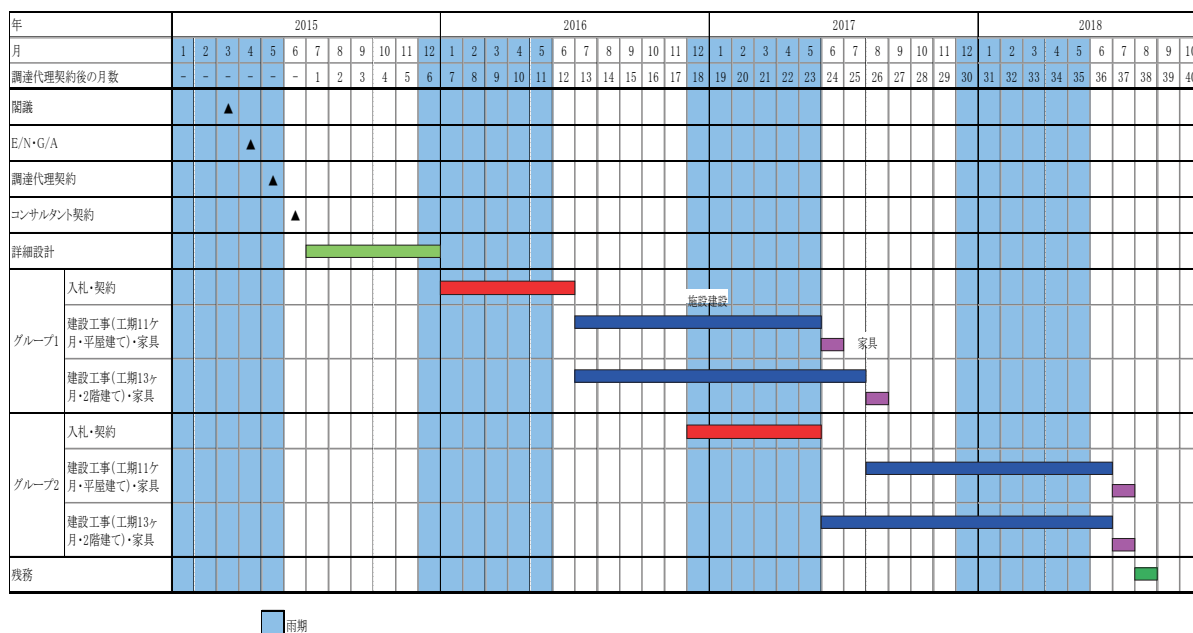 年 2015 2016 2017 2018
月 1 2 3 4 5 6 7 8 9 10 11 12 1 2 3 4 5 6 7 8 9 10 11 12 1 2 3 4 5 6 7 8 9 10 11 12 1 2 3 4 5 6 7 8 9 10
調達代理契約後の月数 - - - - - - 1 2 3 4 5 6 7 8 9 10 11 12 13 14 15 16 17 18 19 20 21 22 23 24 25 26 27 28 29 30 31 32 33 34 35 36 37 38 39 40
閣議 ▲
E/N・G/A ▲
調達代理契約 ▲
コンサルタント契約 ▲
詳細設計
グループ1
入札・契約
施設建設
建設工事(工期11ケ
月・平屋建て)・家具
家具
建設工事(工期13ヶ
月・2階建て)・家具
グループ2
入札・契約
建設工事(工期11ケ
月・平屋建て)・家具
建設工事(工期13ヶ
月・2階建て)・家具
残務
雨期